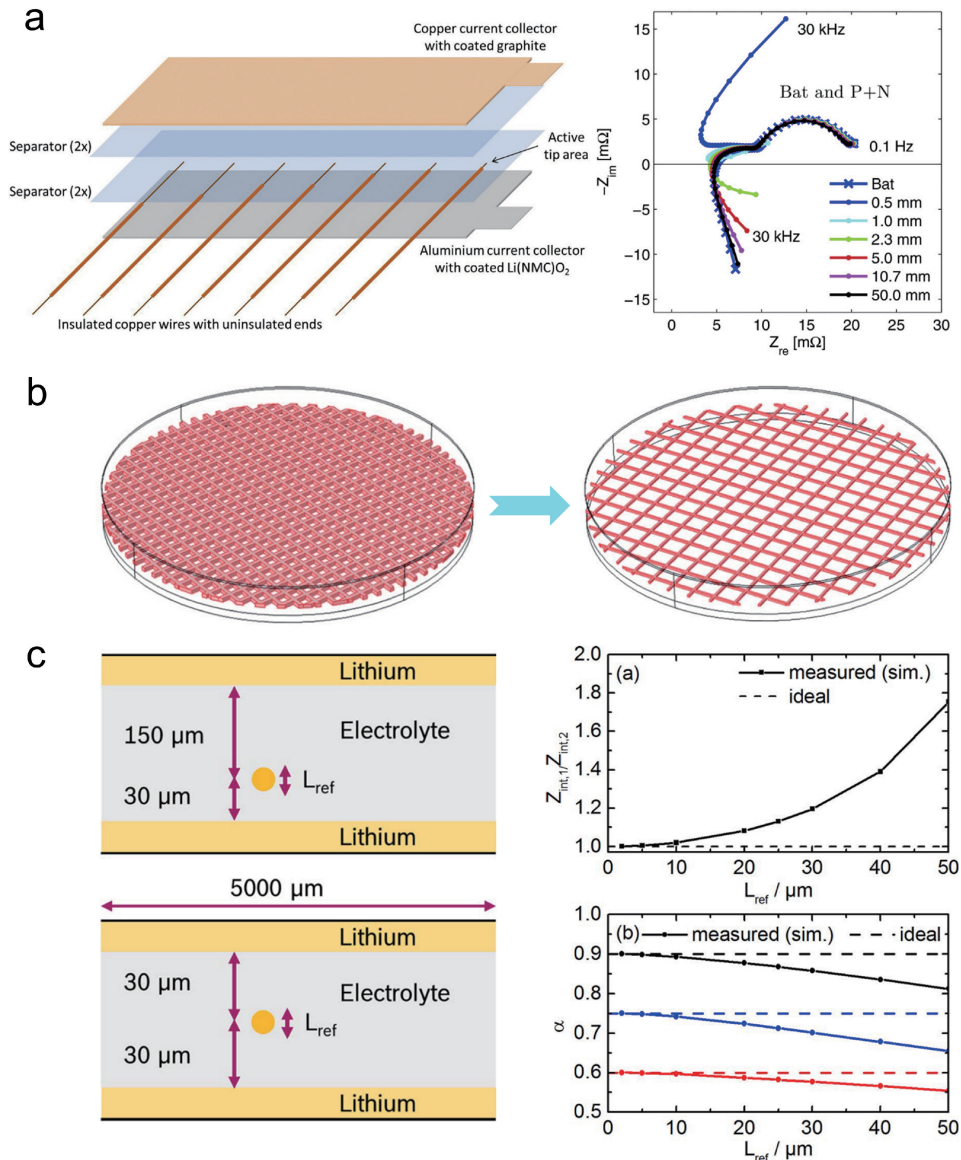 a
Copper current collector
with coated graphite
Separator (2x)
Active
tip area
Separator (2x)
Aluminium current collector
with coated Li(NMC)O2
Insulated copper wires with uninsulated ends
15
10
5
0
−5
−10
−15
-Zim [mΩ]
30 kHz
Bat and P+N
0.1 Hz
30 kHz
Bat
0.5 mm
1.0 mm
2.3 mm
5.0 mm
10.7 mm
50.0 mm
0 5 10 15 20 25 30
Zre [mΩ]
b
c
Lithium
150 µm
Electrolyte
Lref
30 µm
Lithium
5000 µm
Lithium
30 µm
Electrolyte
Lref
30 µm
Lithium
(a)
measured (sim.)
ideal
2.0
1.8
1.6
1.4
1.2
1.0
Zint,1/Zint,2
0 10 20 30 40 50
Lref / µm
(b)
measured (sim.)
ideal
1.0
0.9
0.8
0.7
0.6
0.5
α
0 10 20 30 40 50
Lref / µm